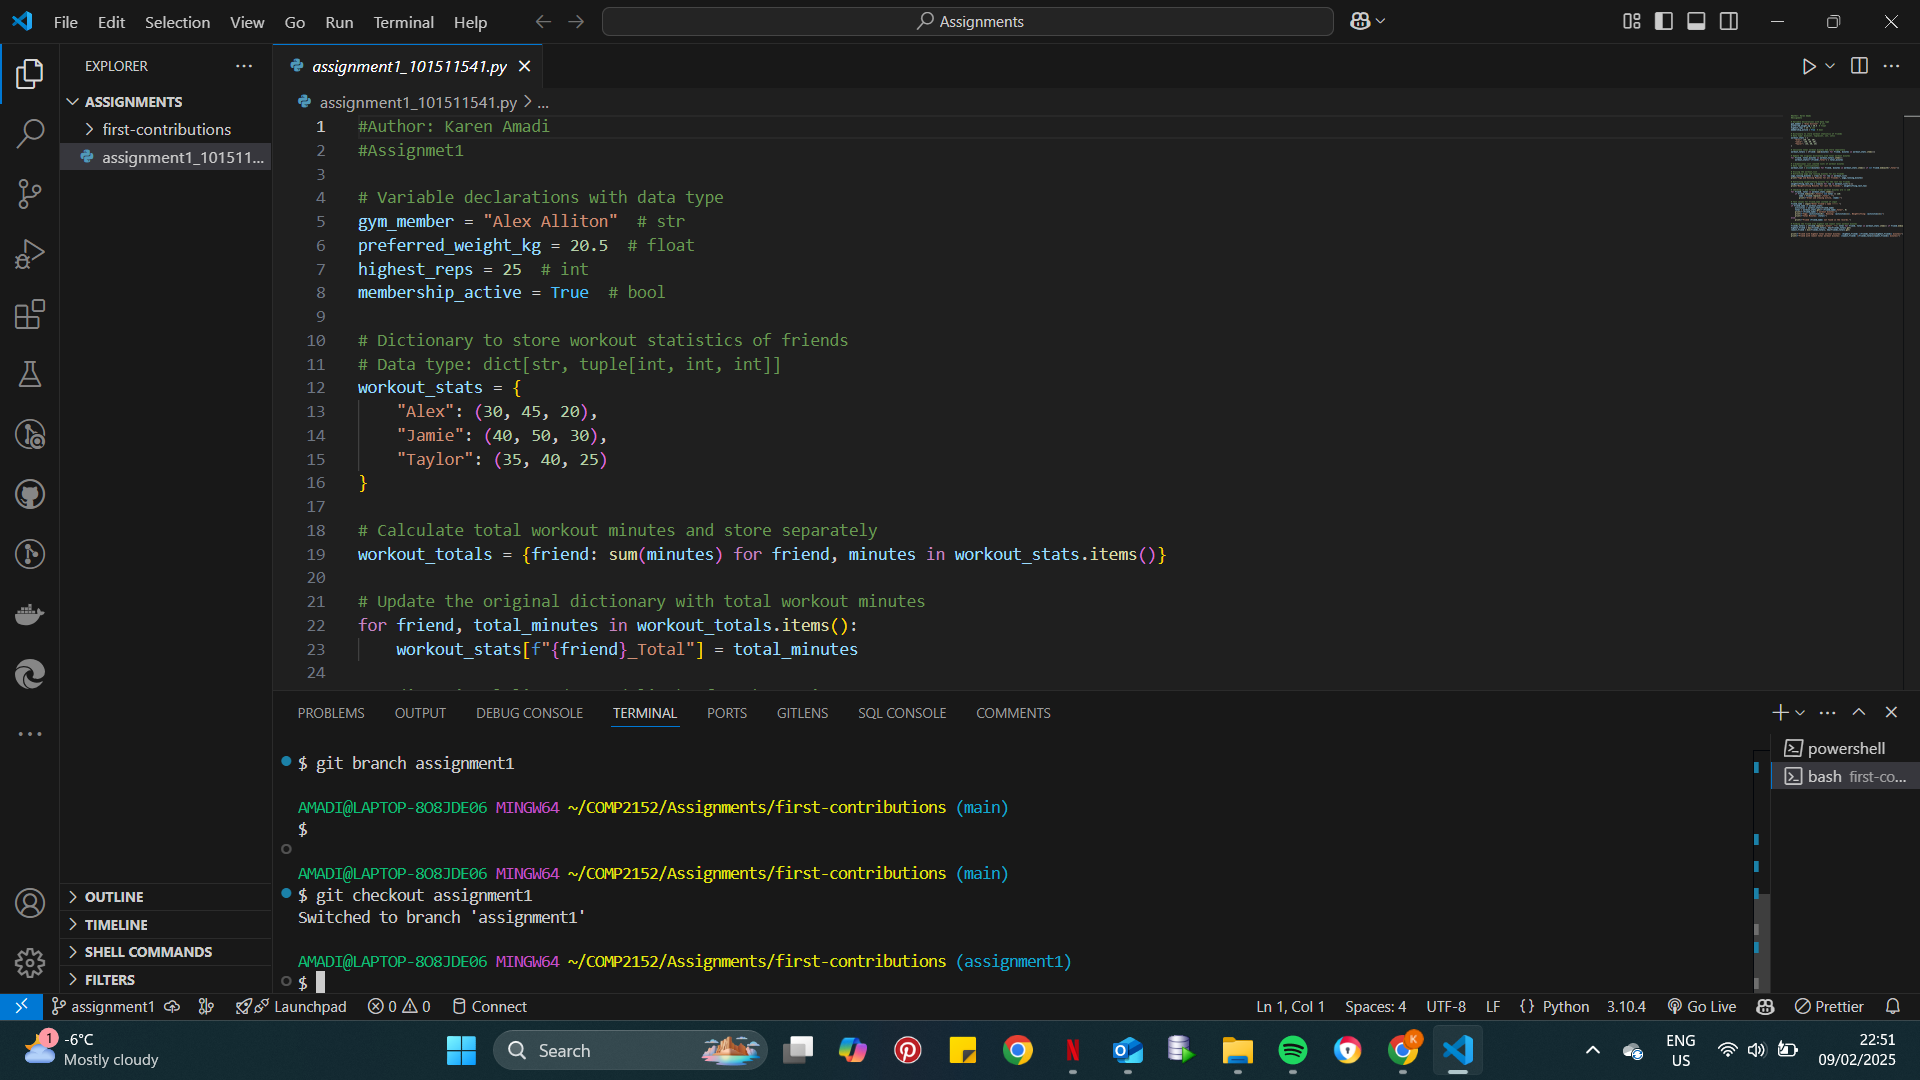 File Edit Selection View Go Run Terminal Help
Assignments
EXPLORER
ASSIGNMENTS
first-contributions
assignment1_101511...
assignment1_101511541.py
assignment1_101511541.py > ...
1 #Author: Karen Amadi
2 #Assignmet1
3
4 # Variable declarations with data type
5 gym_member = "Alex Alliton"  # str
6 preferred_weight_kg = 20.5  # float
7 highest_reps = 25  # int
8 membership_active = True  # bool
9
10 # Dictionary to store workout statistics of friends
11 # Data type: dict[str, tuple[int, int, int]]
12 workout_stats = {
13     "Alex": (30, 45, 20),
14     "Jamie": (40, 50, 30),
15     "Taylor": (35, 40, 25)
16 }
17
18 # Calculate total workout minutes and store separately
19 workout_totals = {friend: sum(minutes) for friend, minutes in workout_stats.items()}
20
21 # Update the original dictionary with total workout minutes
22 for friend, total_minutes in workout_totals.items():
23     workout_stats[f"{friend}_Total"] = total_minutes
24
OUTLINE
TIMELINE
SHELL COMMANDS
FILTERS
PROBLEMS OUTPUT DEBUG CONSOLE TERMINAL PORTS GITLENS SQL CONSOLE COMMENTS
powershell
bash first-co...
$ git branch assignment1
AMADI@LAPTOP-8O8JDE06 MINGW64 ~/COMP2152/Assignments/first-contributions (main)
$
AMADI@LAPTOP-8O8JDE06 MINGW64 ~/COMP2152/Assignments/first-contributions (main)
$ git checkout assignment1
Switched to branch 'assignment1'
AMADI@LAPTOP-8O8JDE06 MINGW64 ~/COMP2152/Assignments/first-contributions (assignment1)
$
assignment1 Launchpad 0 0 Connect Ln 1, Col 1 Spaces: 4 UTF-8 LF {} Python 3.10.4 Go Live Prettier
1 -6°C
Mostly cloudy
Search
K
ENG
US
22:51
09/02/2025